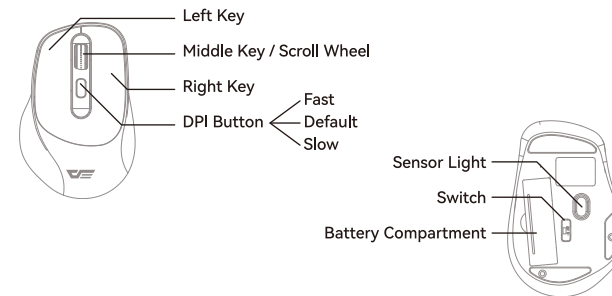 Left Key
Middle Key / Scroll Wheel
Right Key
DPI Button
Fast
Default
Slow
Sensor Light
Switch
Battery Compartment